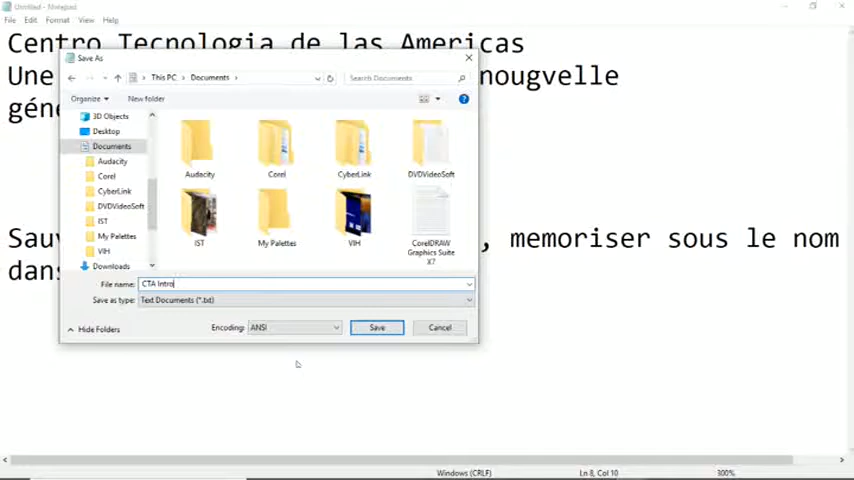 Untitled - Notepad
File Edit Format View Help
Centro Tecnologia de las Americas
Une nougvelle
géné
Sauv , memoriser sous le nom
dans
Save As
This PC > Documents >
Search Documents
Organize New folder
3D Objects
Desktop
Documents
Audacity
Corel
CyberLink
DVDVideoSoft
IST
My Palettes
VIH
Downloads
Audacity Corel CyberLink DVDVideoSoft
IST My Palettes VIH CorelDRAW
Graphics Suite
X7
File name: CTA Intro
Save as type: Text Documents (*.txt)
Hide Folders Encoding: ANSI Save Cancel
Windows (CRLF) Ln 8, Col 10 300%